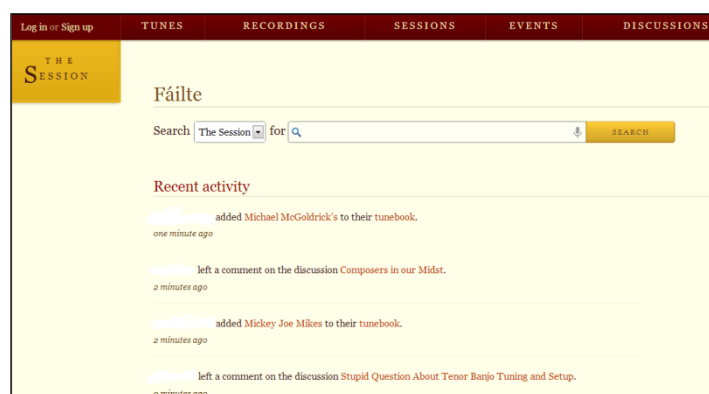 Log in or Sign up
TUNES RECORDINGS SESSIONS EVENTS DISCUSSIONS
THE
SESSION
Fáilte
Search The Session for SEARCH
Recent activity
added Michael McGoldrick's to their tunebook.
one minute ago
left a comment on the discussion Composers in our Midst.
2 minutes ago
added Mickey Joe Mikes to their tunebook.
2 minutes ago
left a comment on the discussion Stupid Question About Tenor Banjo Tuning and Setup.
minutes ago